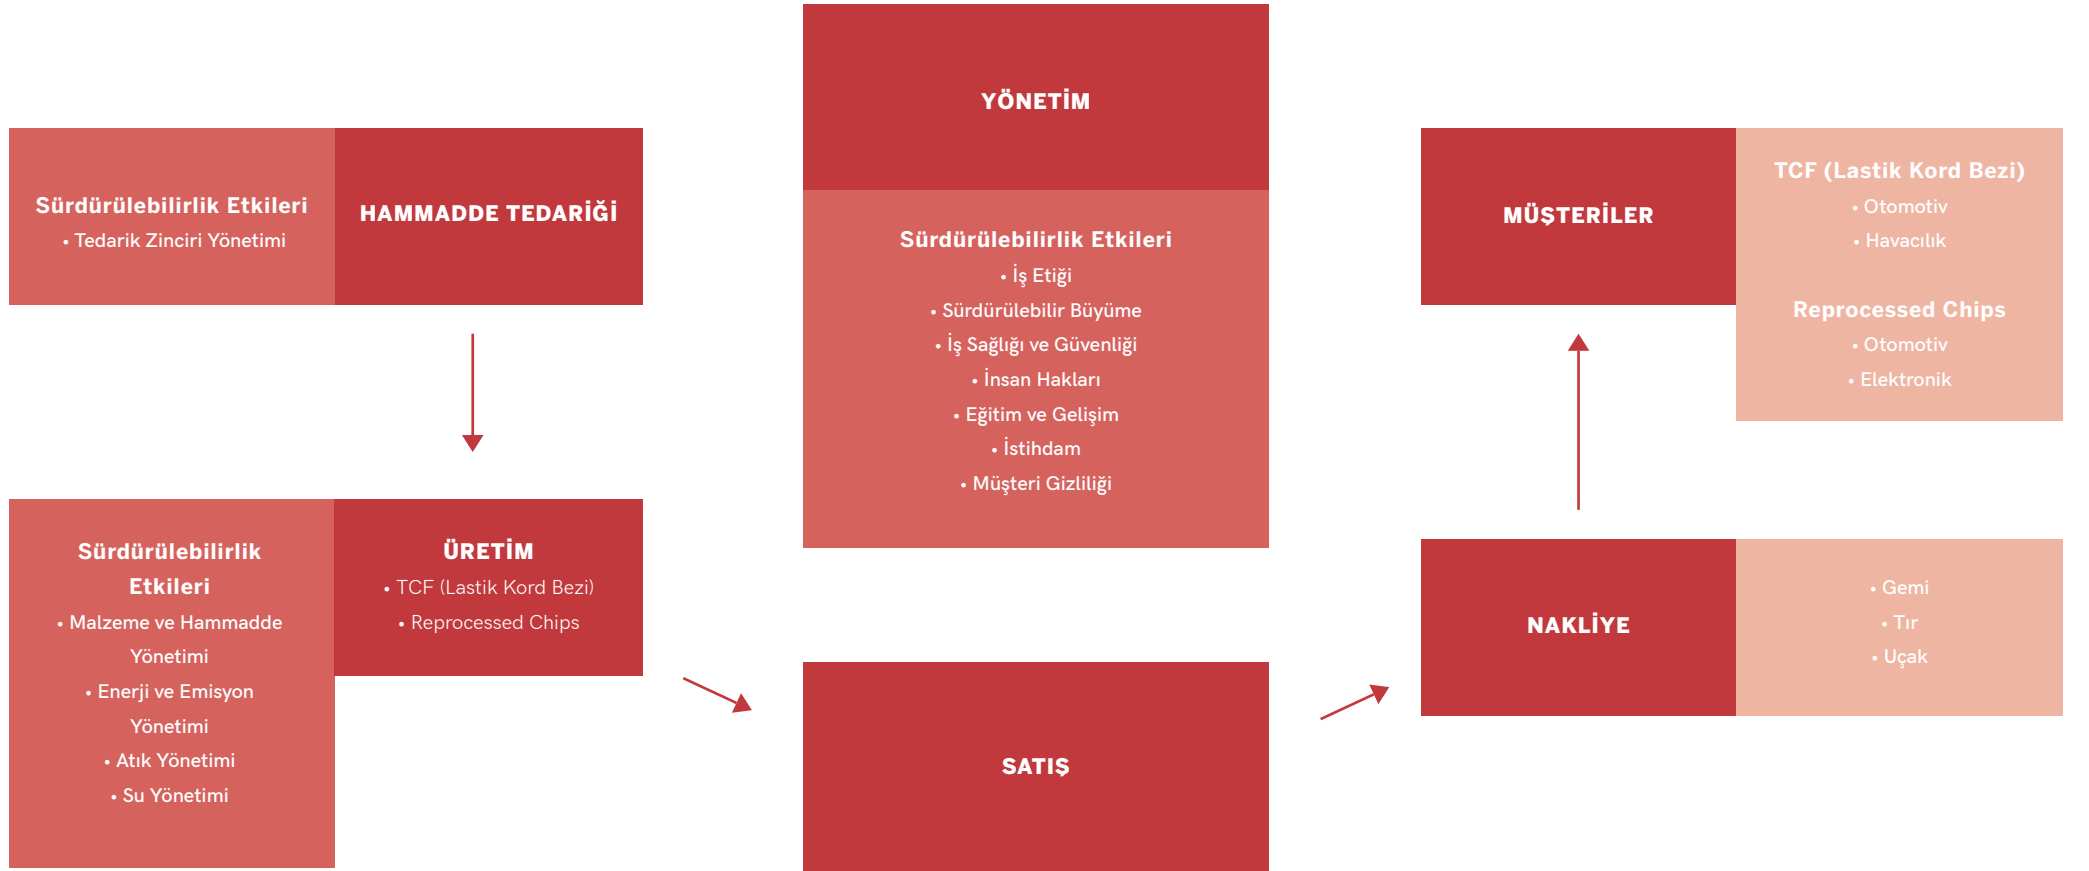 Sürdürülebilirlik Etkileri
• Tedarik Zinciri Yönetimi
HAMMADDE TEDARİĞİ
Sürdürülebilirlik
Etkileri
• Malzeme ve Hammadde
Yönetimi
• Enerji ve Emisyon
Yönetimi
• Atık Yönetimi
• Su Yönetimi
ÜRETİM
• TCF (Lastik Kord Bezi)
• Reprocessed Chips
YÖNETİM
Sürdürülebilirlik Etkileri
• İş Etiği
• Sürdürülebilir Büyüme
• İş Sağlığı ve Güvenliği
• İnsan Hakları
• Eğitim ve Gelişim
• İstihdam
• Müşteri Gizliliği
SATIŞ
MÜŞTERİLER
TCF (Lastik Kord Bezi)
• Otomotiv
• Havacılık
Reprocessed Chips
• Otomotiv
• Elektronik
NAKLİYE
• Gemi
• Tır
• Uçak